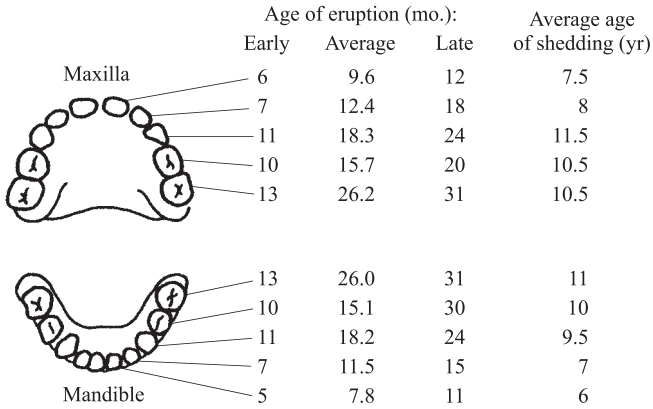 Age of eruption (mo.): Average age
Early Average Late of shedding (yr)
Maxilla
6 9.6 12 7.5
7 12.4 18 8
11 18.3 24 11.5
10 15.7 20 10.5
13 26.2 31 10.5
13 26.0 31 11
10 15.1 30 10
11 18.2 24 9.5
7 11.5 15 7
Mandible 5 7.8 11 6